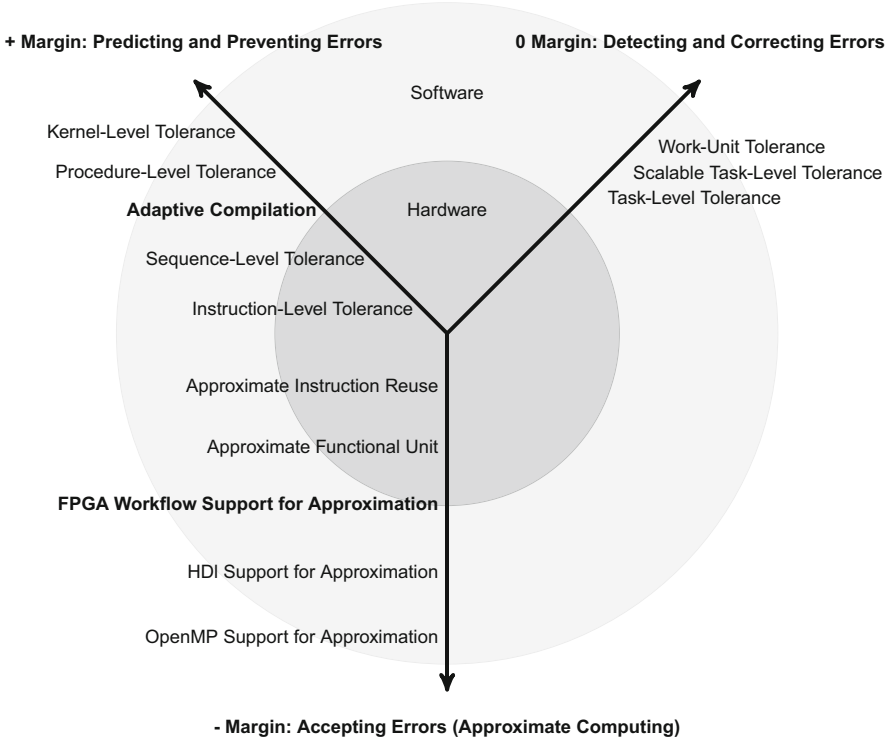 + Margin: Predicting and Preventing Errors
0 Margin: Detecting and Correcting Errors
Software
Kernel-Level Tolerance
Work-Unit Tolerance
Procedure-Level Tolerance
Scalable Task-Level Tolerance
Task-Level Tolerance
Adaptive Compilation
Hardware
Sequence-Level Tolerance
Instruction-Level Tolerance
Approximate Instruction Reuse
Approximate Functional Unit
FPGA Workflow Support for Approximation
HDl Support for Approximation
OpenMP Support for Approximation
- Margin: Accepting Errors (Approximate Computing)